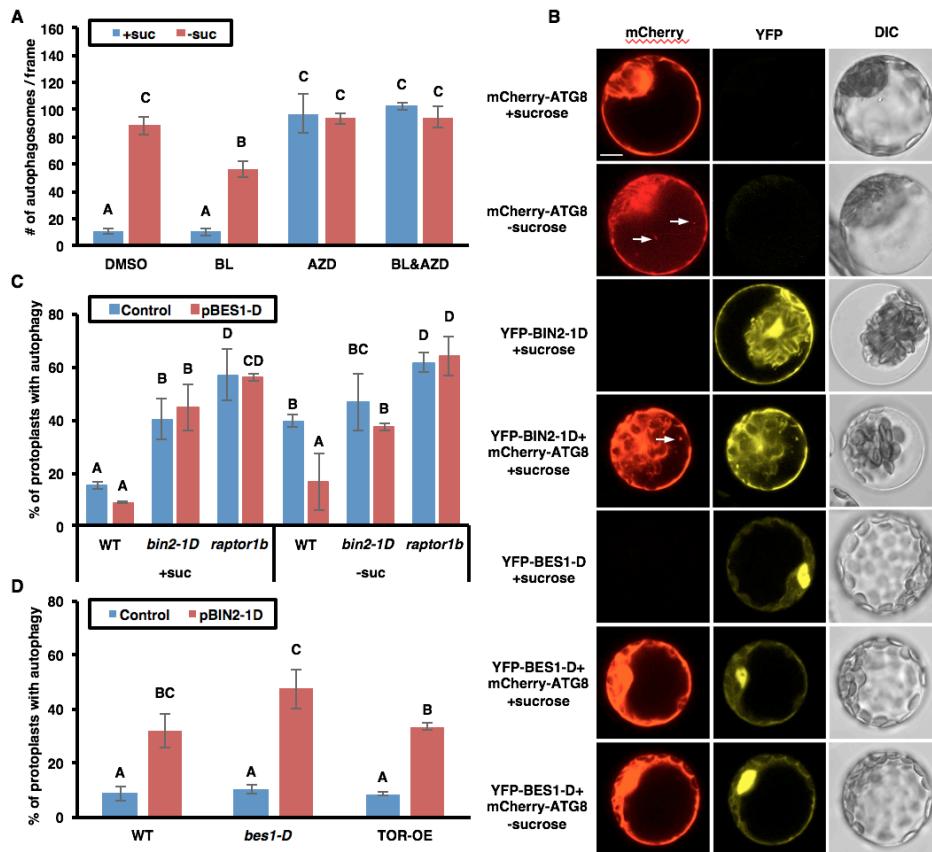 A
# of autophagosomes / frame
160
140
120
100
80
60
40
20
0
+suc -suc
A C A B C C C C
DMSO BL AZD BL&AZD
C
% of protoplasts with autophagy
80
60
40
20
0
Control pBES1-D
A A B B D CD B A BC B D D
WT bin2-1D raptor1b WT bin2-1D raptor1b
+suc -suc
D
% of protoplasts with autophagy
80
60
40
20
0
Control pBIN2-1D
A BC A C A B
WT bes1-D TOR-OE
B
mCherry YFP DIC
mCherry-ATG8
+sucrose
mCherry-ATG8
-sucrose
YFP-BIN2-1D
+sucrose
YFP-BIN2-1D+
mCherry-ATG8
+sucrose
YFP-BES1-D
+sucrose
YFP-BES1-D+
mCherry-ATG8
+sucrose
YFP-BES1-D+
mCherry-ATG8
-sucrose